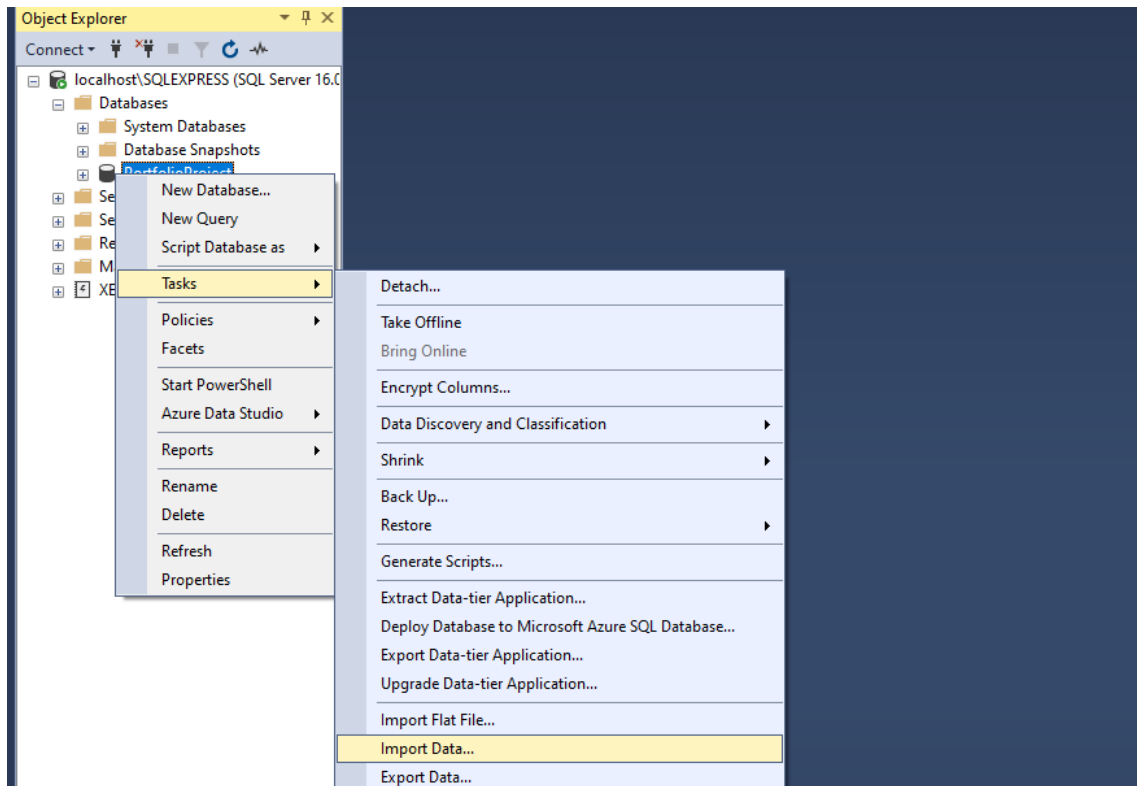 Object Explorer
Connect
localhost\SQLEXPRESS (SQL Server 16.0
Databases
System Databases
Database Snapshots
PortfolioProject
Se
Se
Re
M
XE
New Database...
New Query
Script Database as
Tasks
Policies
Facets
Start PowerShell
Azure Data Studio
Reports
Rename
Delete
Refresh
Properties
Detach...
Take Offline
Bring Online
Encrypt Columns...
Data Discovery and Classification
Shrink
Back Up...
Restore
Generate Scripts...
Extract Data-tier Application...
Deploy Database to Microsoft Azure SQL Database...
Export Data-tier Application...
Upgrade Data-tier Application...
Import Flat File...
Import Data...
Export Data...